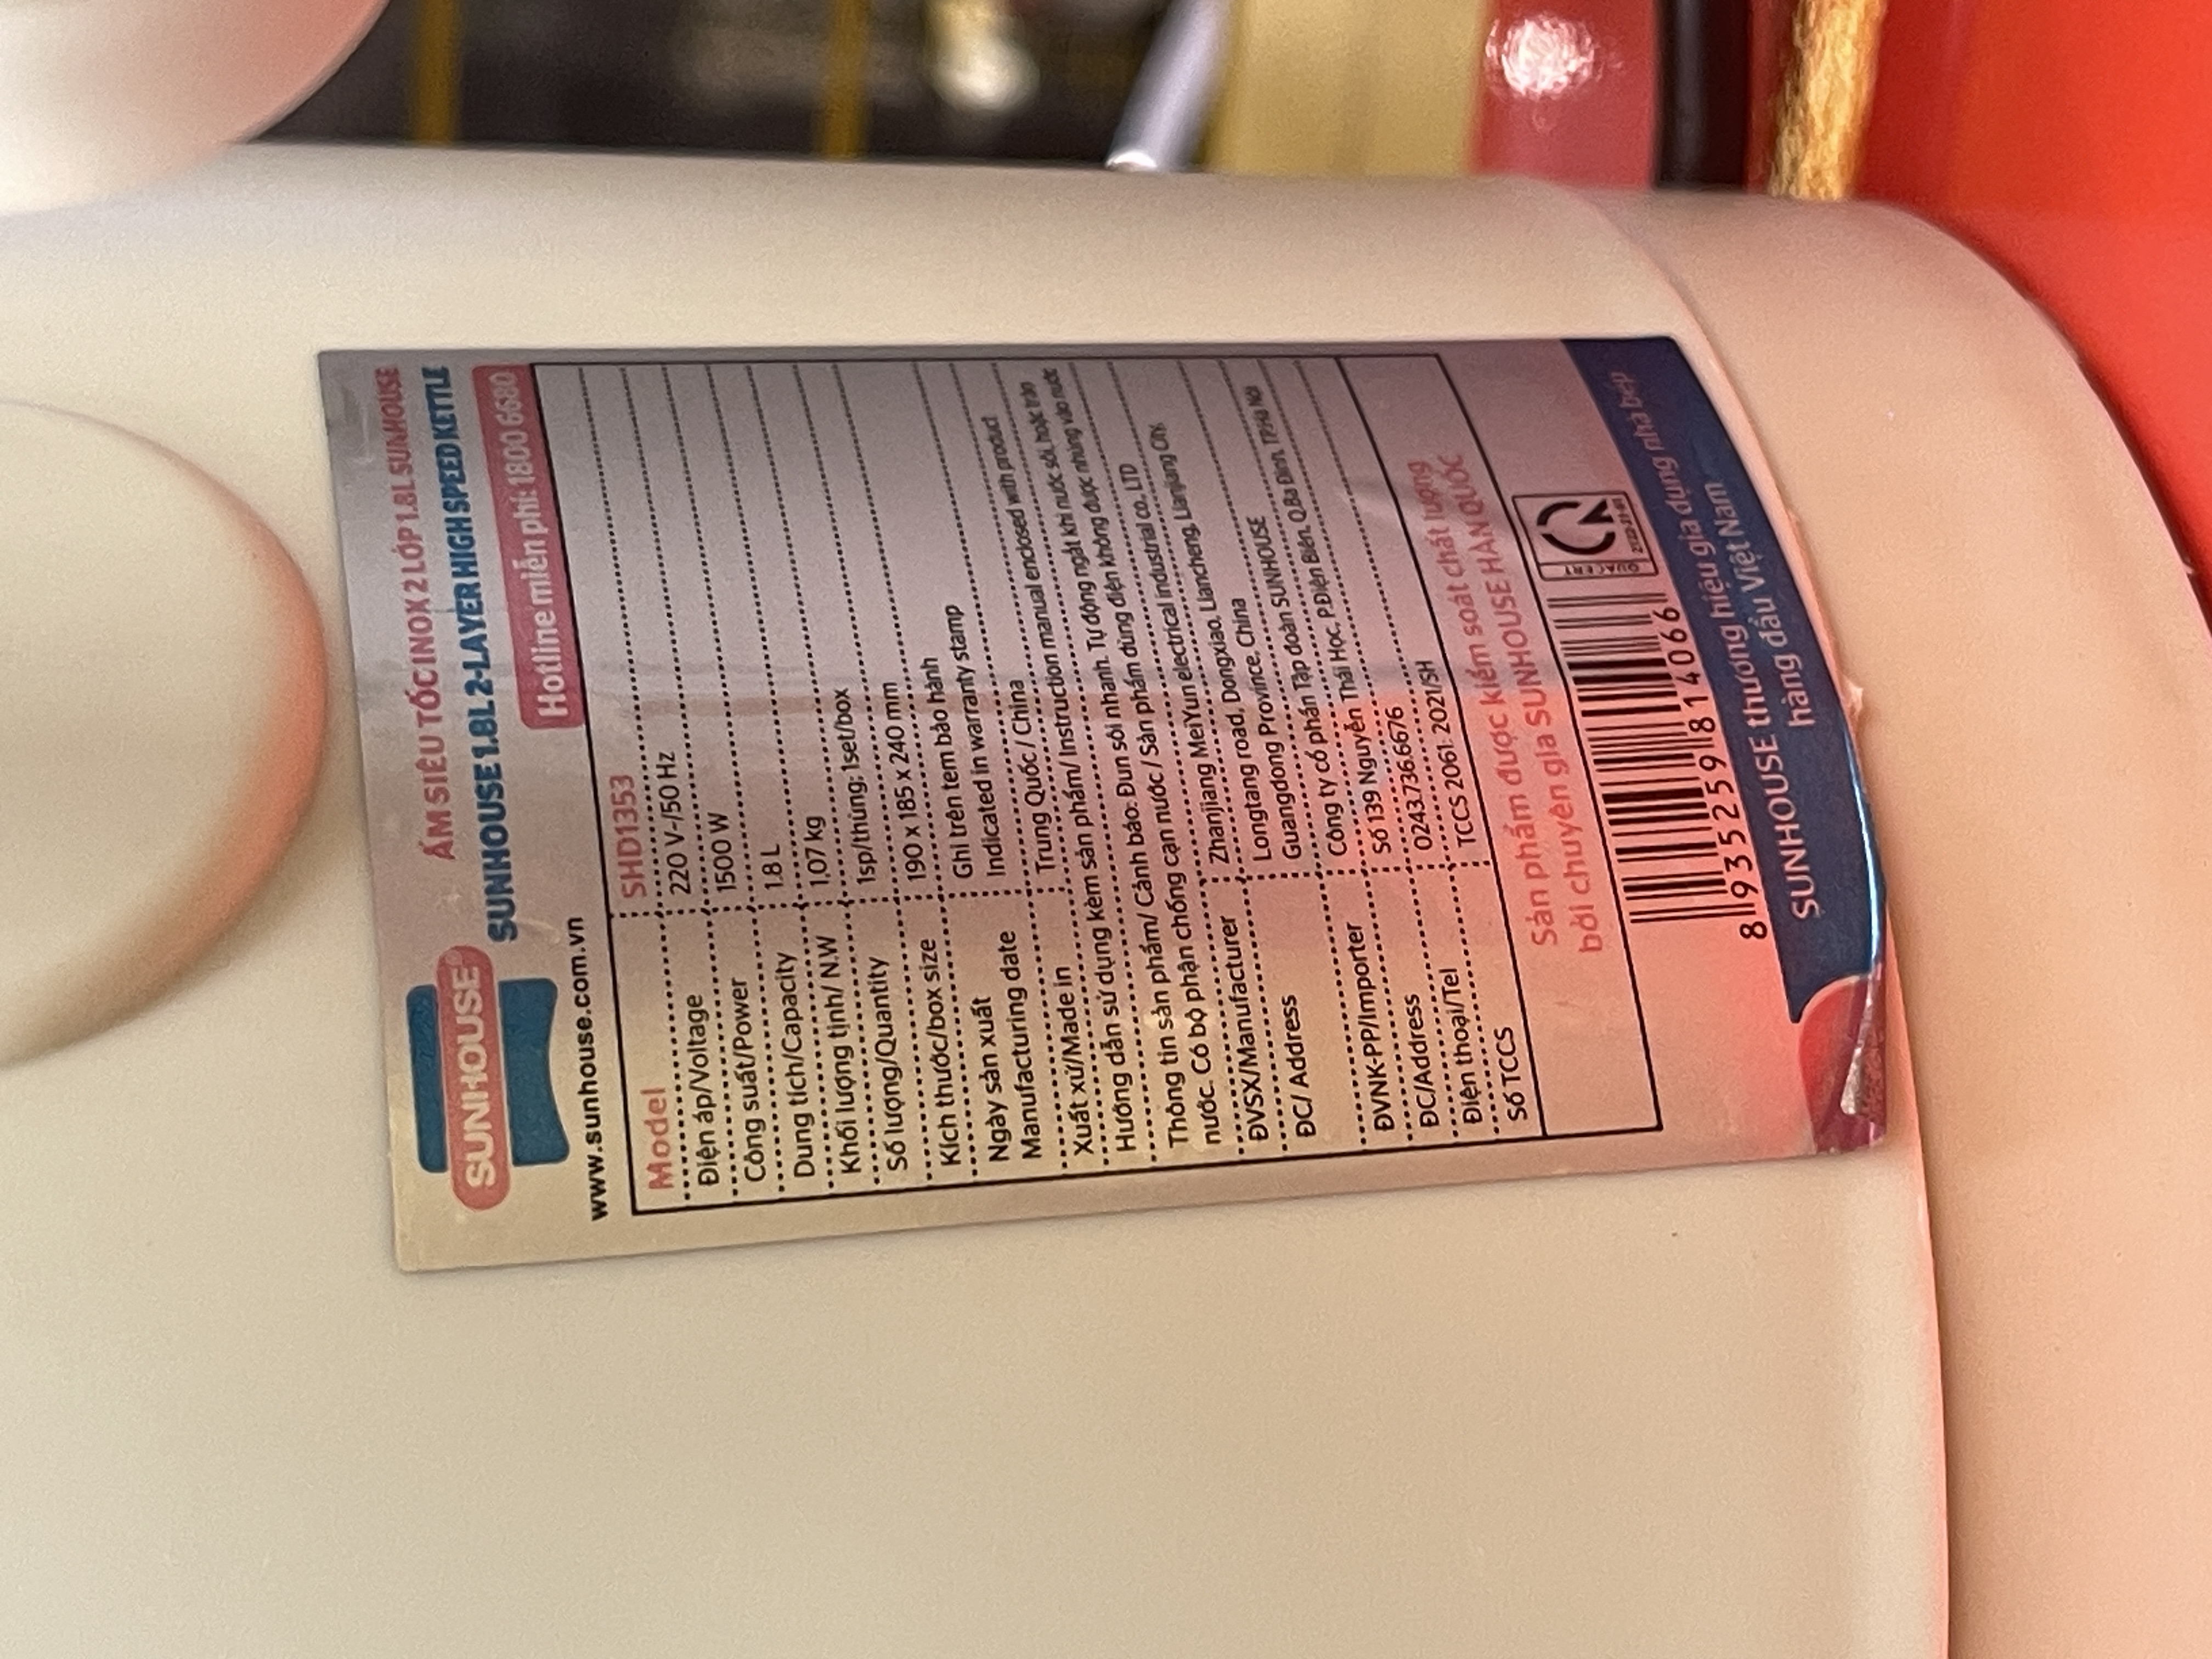 SUNHOUSE®
www.sunhouse.com.vn
ẤM SIÊU TỐC INOX 2 LỚP 1.8L SUNHOUSE
SUNHOUSE 1.8L 2-LAYER HIGH SPEED KETTLE
Hotline miễn phí: 1800 6680
Model SHD1353
Điện áp/Voltage 220 V~/50 Hz
Công suất/Power 1500 W
Dung tích/Capacity 1.8 L
Khối lượng tịnh/ N.W 1,07 kg
Số lượng/Quantity 1sp/thùng; 1set/box
Kích thước/box size 190 x 185 x 240 mm
Ngày sản xuất Ghi trên tem bảo hành
Manufacturing date Indicated in warranty stamp
Xuất xứ/Made in Trung Quốc / China
Hướng dẫn sử dụng kèm sản phẩm/ Instruction manual enclosed with product
Thông tin sản phẩm/ Cảnh báo: Đun sôi nhanh. Tự động ngắt khi nước sôi, hoặc tràn
nước. Có bộ phận chống cạn nước / Sản phẩm dùng điện không được nhúng vào nước
ĐVSX/Manufacturer Zhanjiang MeiYun electrical industrial co., LTD
ĐC/ Address Longtang road, Dongxiao, Liancheng, Lianjiang City,
Guangdong Province, China
ĐVNK-PP/Importer Công ty cổ phần Tập đoàn SUNHOUSE
ĐC/Address Số 139 Nguyễn Thái Học, P.Điện Biên, Q.Ba Đình, TP.Hà Nội
Điện thoại/Tel 0243.736.6676
Số TCCS TCCS 2061: 2021/SH
Sản phẩm được kiểm soát chất lượng
bởi chuyên gia SUNHOUSE HÀN QUỐC
QUACERT
8 935259 814066
SUNHOUSE thương hiệu gia dụng nhà bếp
hàng đầu Việt Nam